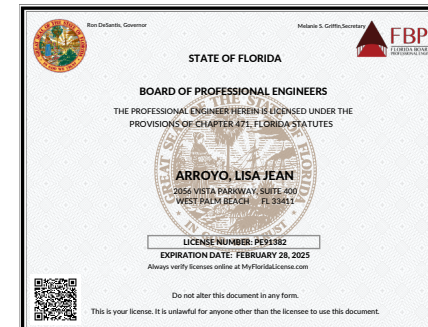 Ron DeSantis, Governor
Melanie S. Griffin,Secretary
FBP
FLORIDA BOARD
STATE OF FLORIDA
BOARD OF PROFESSIONAL ENGINEERS
THE PROFESSIONAL ENGINEER HEREIN IS LICENSED UNDER THE
PROVISIONS OF CHAPTER 471, FLORIDA STATUTES
ARROYO, LISA JEAN
2056 VISTA PARKWAY, SUITE 400
WEST PALM BEACH FL 33411
LICENSE NUMBER: PE91382
EXPIRATION DATE: FEBRUARY 28, 2025
Always verify licenses online at MyFloridaLicense.com
Do not alter this document in any form.
This is your license. It is unlawful for anyone other than the licensee to use this document.